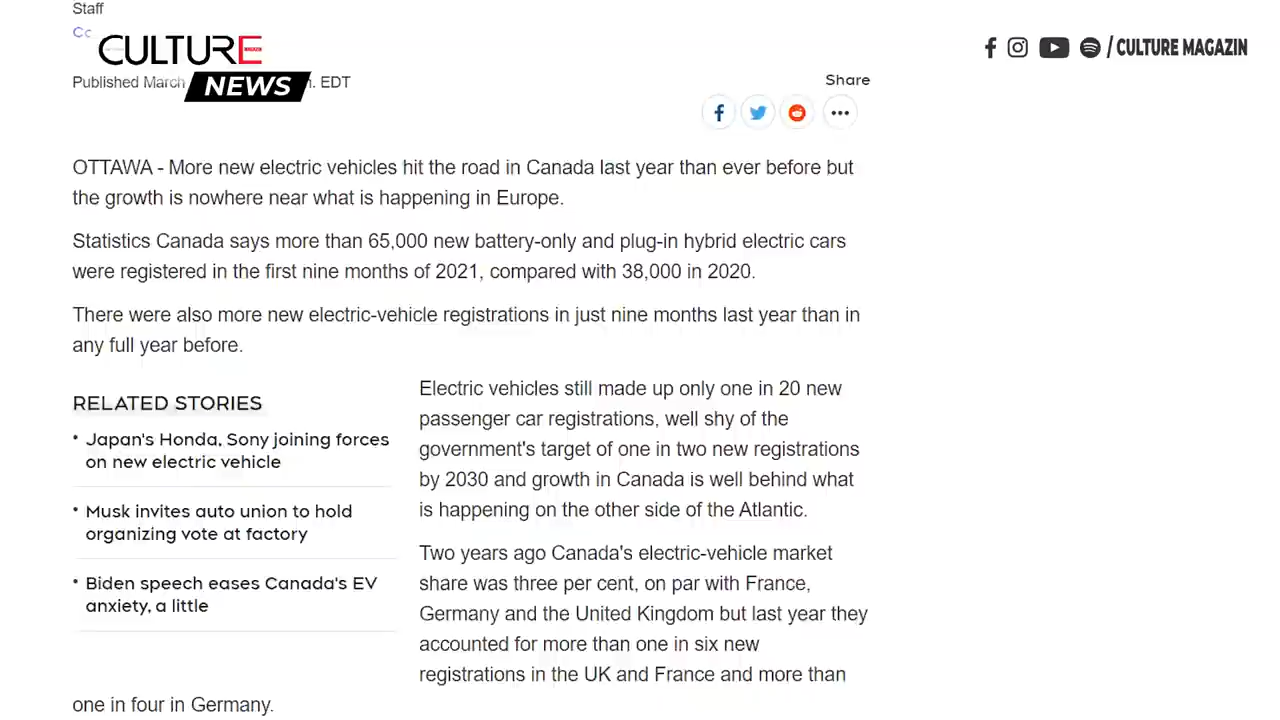 Staff
CULTURE
NEWS
Published March
EDT
Share
/ CULTURE MAGAZIN
OTTAWA - More new electric vehicles hit the road in Canada last year than ever before but
the growth is nowhere near what is happening in Europe.
Statistics Canada says more than 65,000 new battery-only and plug-in hybrid electric cars
were registered in the first nine months of 2021, compared with 38,000 in 2020.
There were also more new electric-vehicle registrations in just nine months last year than in
any full year before.
RELATED STORIES
• Japan's Honda, Sony joining forces
on new electric vehicle
• Musk invites auto union to hold
organizing vote at factory
• Biden speech eases Canada's EV
anxiety, a little
Electric vehicles still made up only one in 20 new
passenger car registrations, well shy of the
government's target of one in two new registrations
by 2030 and growth in Canada is well behind what
is happening on the other side of the Atlantic.
Two years ago Canada's electric-vehicle market
share was three per cent, on par with France,
Germany and the United Kingdom but last year they
accounted for more than one in six new
registrations in the UK and France and more than
one in four in Germany.